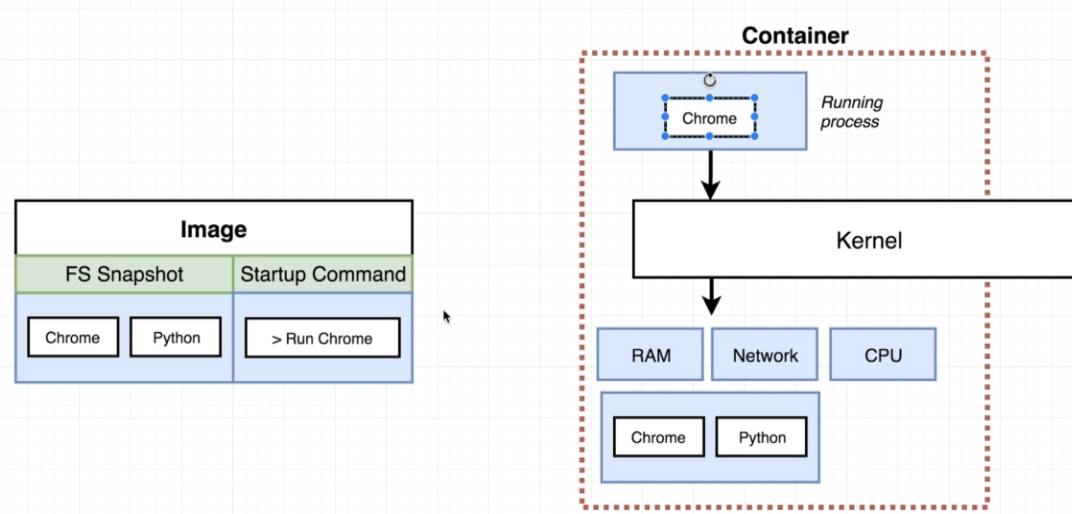 Container
Chrome
Running
process
Image
Kernel
FS Snapshot
Startup Command
Chrome
Python
> Run Chrome
RAM
Network
CPU
Chrome
Python